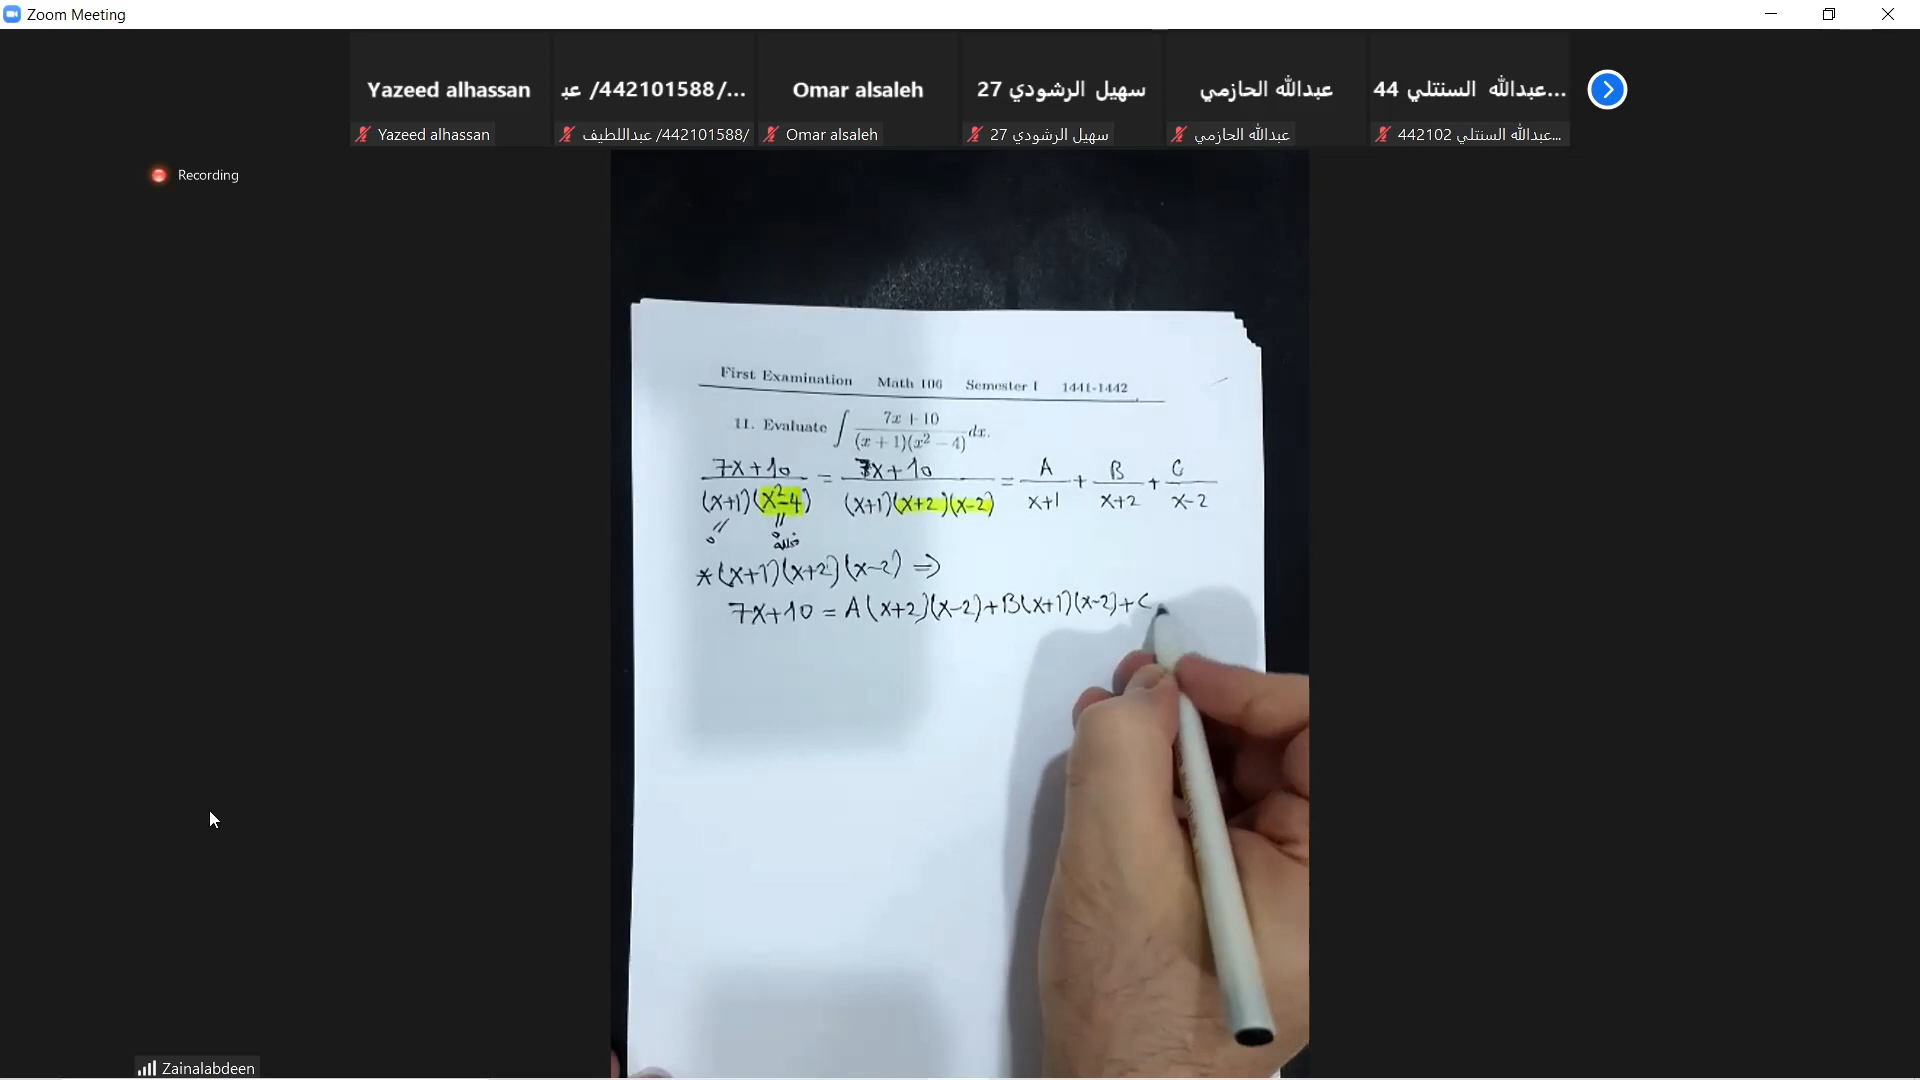 Zoom Meeting
Yazeed alhassan
عبـ /442101588/...
Omar alsaleh
سهيل الرشودي 27
عبدالله الحازمي
عبدالله السنتلي 44...
Yazeed alhassan
عبداللطيف /442101588/
Omar alsaleh
سهيل الرشودي 27
عبدالله الحازمي
عبدالله السنتلي 442102...
Recording
First Examination Math 106 Semester I 1441-1442
11. Evaluate ∫ (7x + 10)/((x + 1)(x² − 4)) dx.
(7x+10)/((x+1)(x²-4)) = (7x+10)/((x+1)(x+2)(x-2)) = A/(x+1) + B/(x+2) + C/(x-2)
*(x+1)(x+2)(x-2) ⇒
7x+10 = A(x+2)(x-2)+B(x+1)(x-2)+C
Zainalabdeen